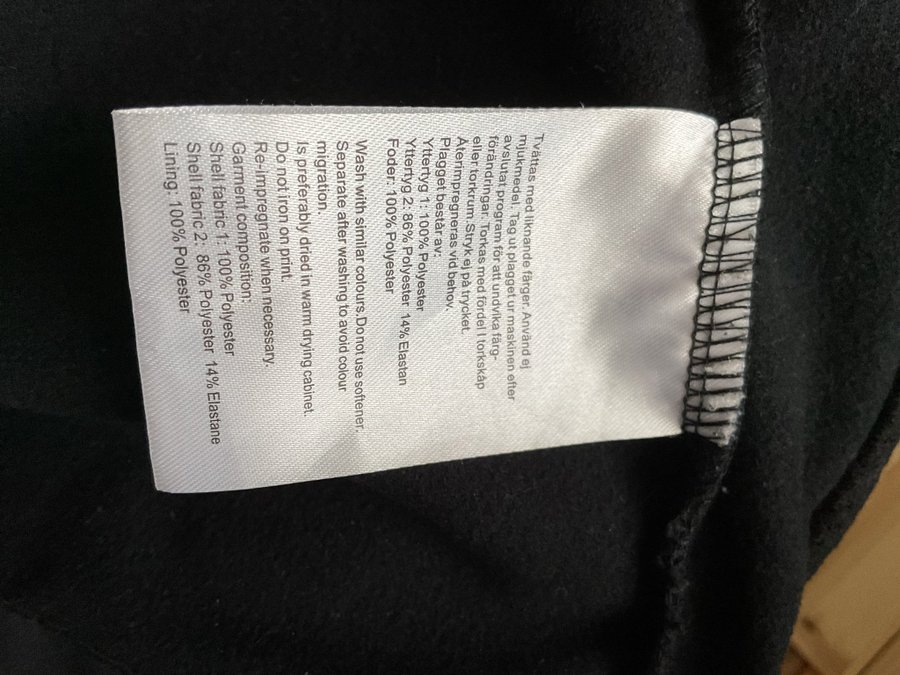 Tvättas med liknande färger. Använd ej
mjukmedel. Tag ut plagget ur maskinen efter
avslutat program för att undvika färg-
förändringar. Torkas med fördel I torkskåp
eller torkrum .Stryk ej på trycket.
Återimpregneras vid behov.
Plagget består av:
Yttertyg 1: 100% Polyester
Yttertyg 2: 86% Polyester 14% Elastan
Foder: 100% Polyester
Wash with similar colours.Do not use softener.
Separate after washing to avoid colour
migration.
Is preferably dried in warm drying cabinet.
Do not iron on print.
Re-impregnate when necessary.
Garment composition:
Shell fabric 1: 100% Polyester
Shell fabric 2: 86% Polyester 14% Elastane
Lining: 100% Polyester